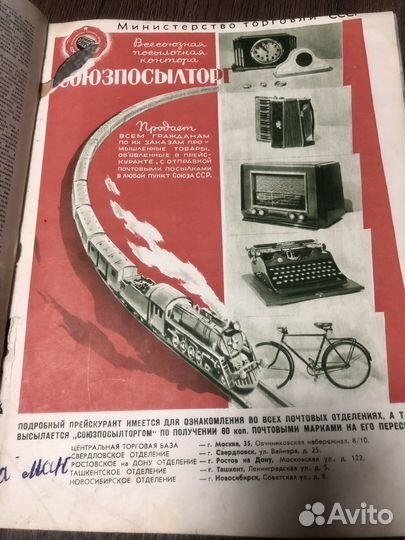 Министерство торговли СССР
Всесоюзная
посылочная
контора
СОЮЗПОСЫЛТОРГ
Продает
ВСЕМ ГРАЖДАНАМ
ПО ИХ ЗАКАЗАМ ПРО-
МЫШЛЕННЫЕ ТОВАРЫ,
ОБЪЯВЛЕННЫЕ В ПРЕЙС-
КУРАНТЕ, С ОТПРАВКОЙ
ПОЧТОВЫМИ ПОСЫЛКАМИ
В ЛЮБОЙ ПУНКТ СОЮЗА ССР.
ПОДРОБНЫЙ ПРЕЙСКУРАНТ ИМЕЕТСЯ ДЛЯ ОЗНАКОМЛЕНИЯ ВО ВСЕХ ПОЧТОВЫХ ОТДЕЛЕНИЯХ, А
ВЫСЫЛАЕТСЯ „СОЮЗПОСЫЛТОРГОМ" ПО ПОЛУЧЕНИИ 60 коп. ПОЧТОВЫМИ МАРКАМИ НА ЕГО
ЦЕНТРАЛЬНАЯ ТОРГОВАЯ БАЗА — г. Москва, 35, Овчинниковская набережная, 8/10.
СВЕРДЛОВСКОЕ ОТДЕЛЕНИЕ — г. Свердловск, ул. Вайнера, д. 25.
РОСТОВСКОЕ на ДОНУ ОТДЕЛЕНИЕ — г. Ростов на Дону, Московская ул., д. 122.
ТАШКЕНТСКОЕ ОТДЕЛЕНИЕ — г. Ташкент, Ленинградская ул., д. 5.
НОВОСИБИРСКОЕ ОТДЕЛЕНИЕ — г. Новосибирск, Советская ул., д. 8.
Avito